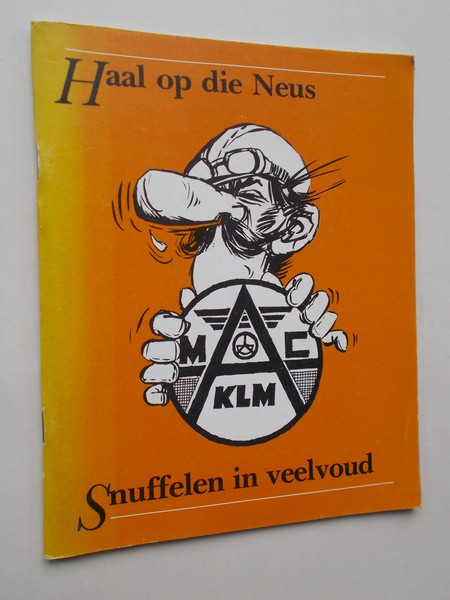 Haal op die Neus
M A C
KLM
Snuffelen in veelvoud